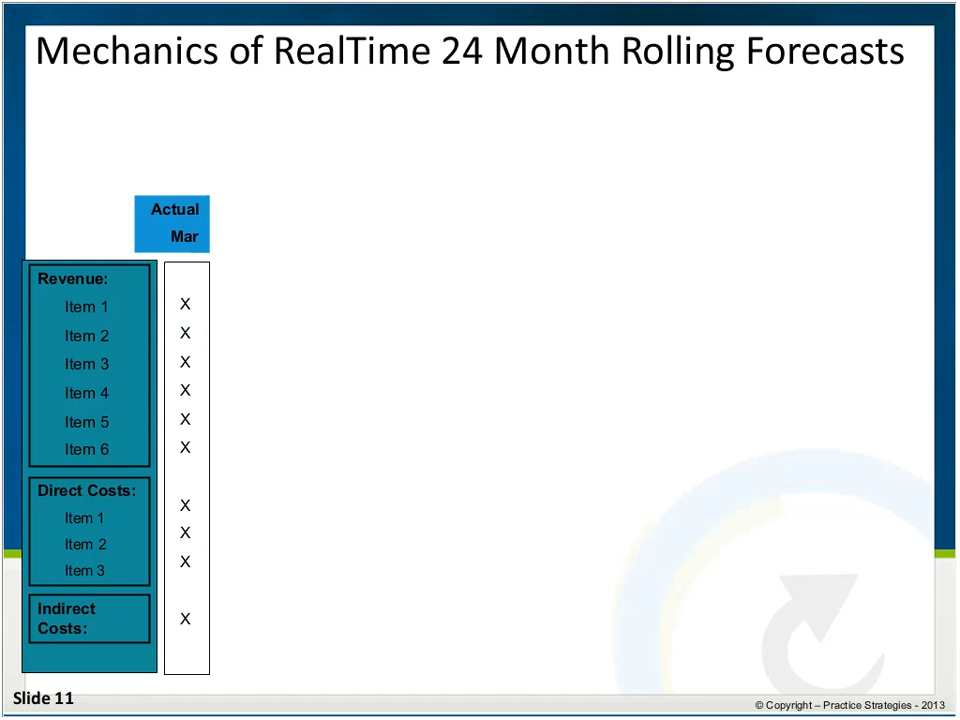 Mechanics of RealTime 24 Month Rolling Forecasts
Actual
Mar
Revenue:
Item 1 X
Item 2 X
Item 3 X
Item 4 X
Item 5 X
Item 6 X
Direct Costs:
Item 1 X
Item 2 X
Item 3 X
Indirect
Costs: X
Slide 11
© Copyright – Practice Strategies - 2013